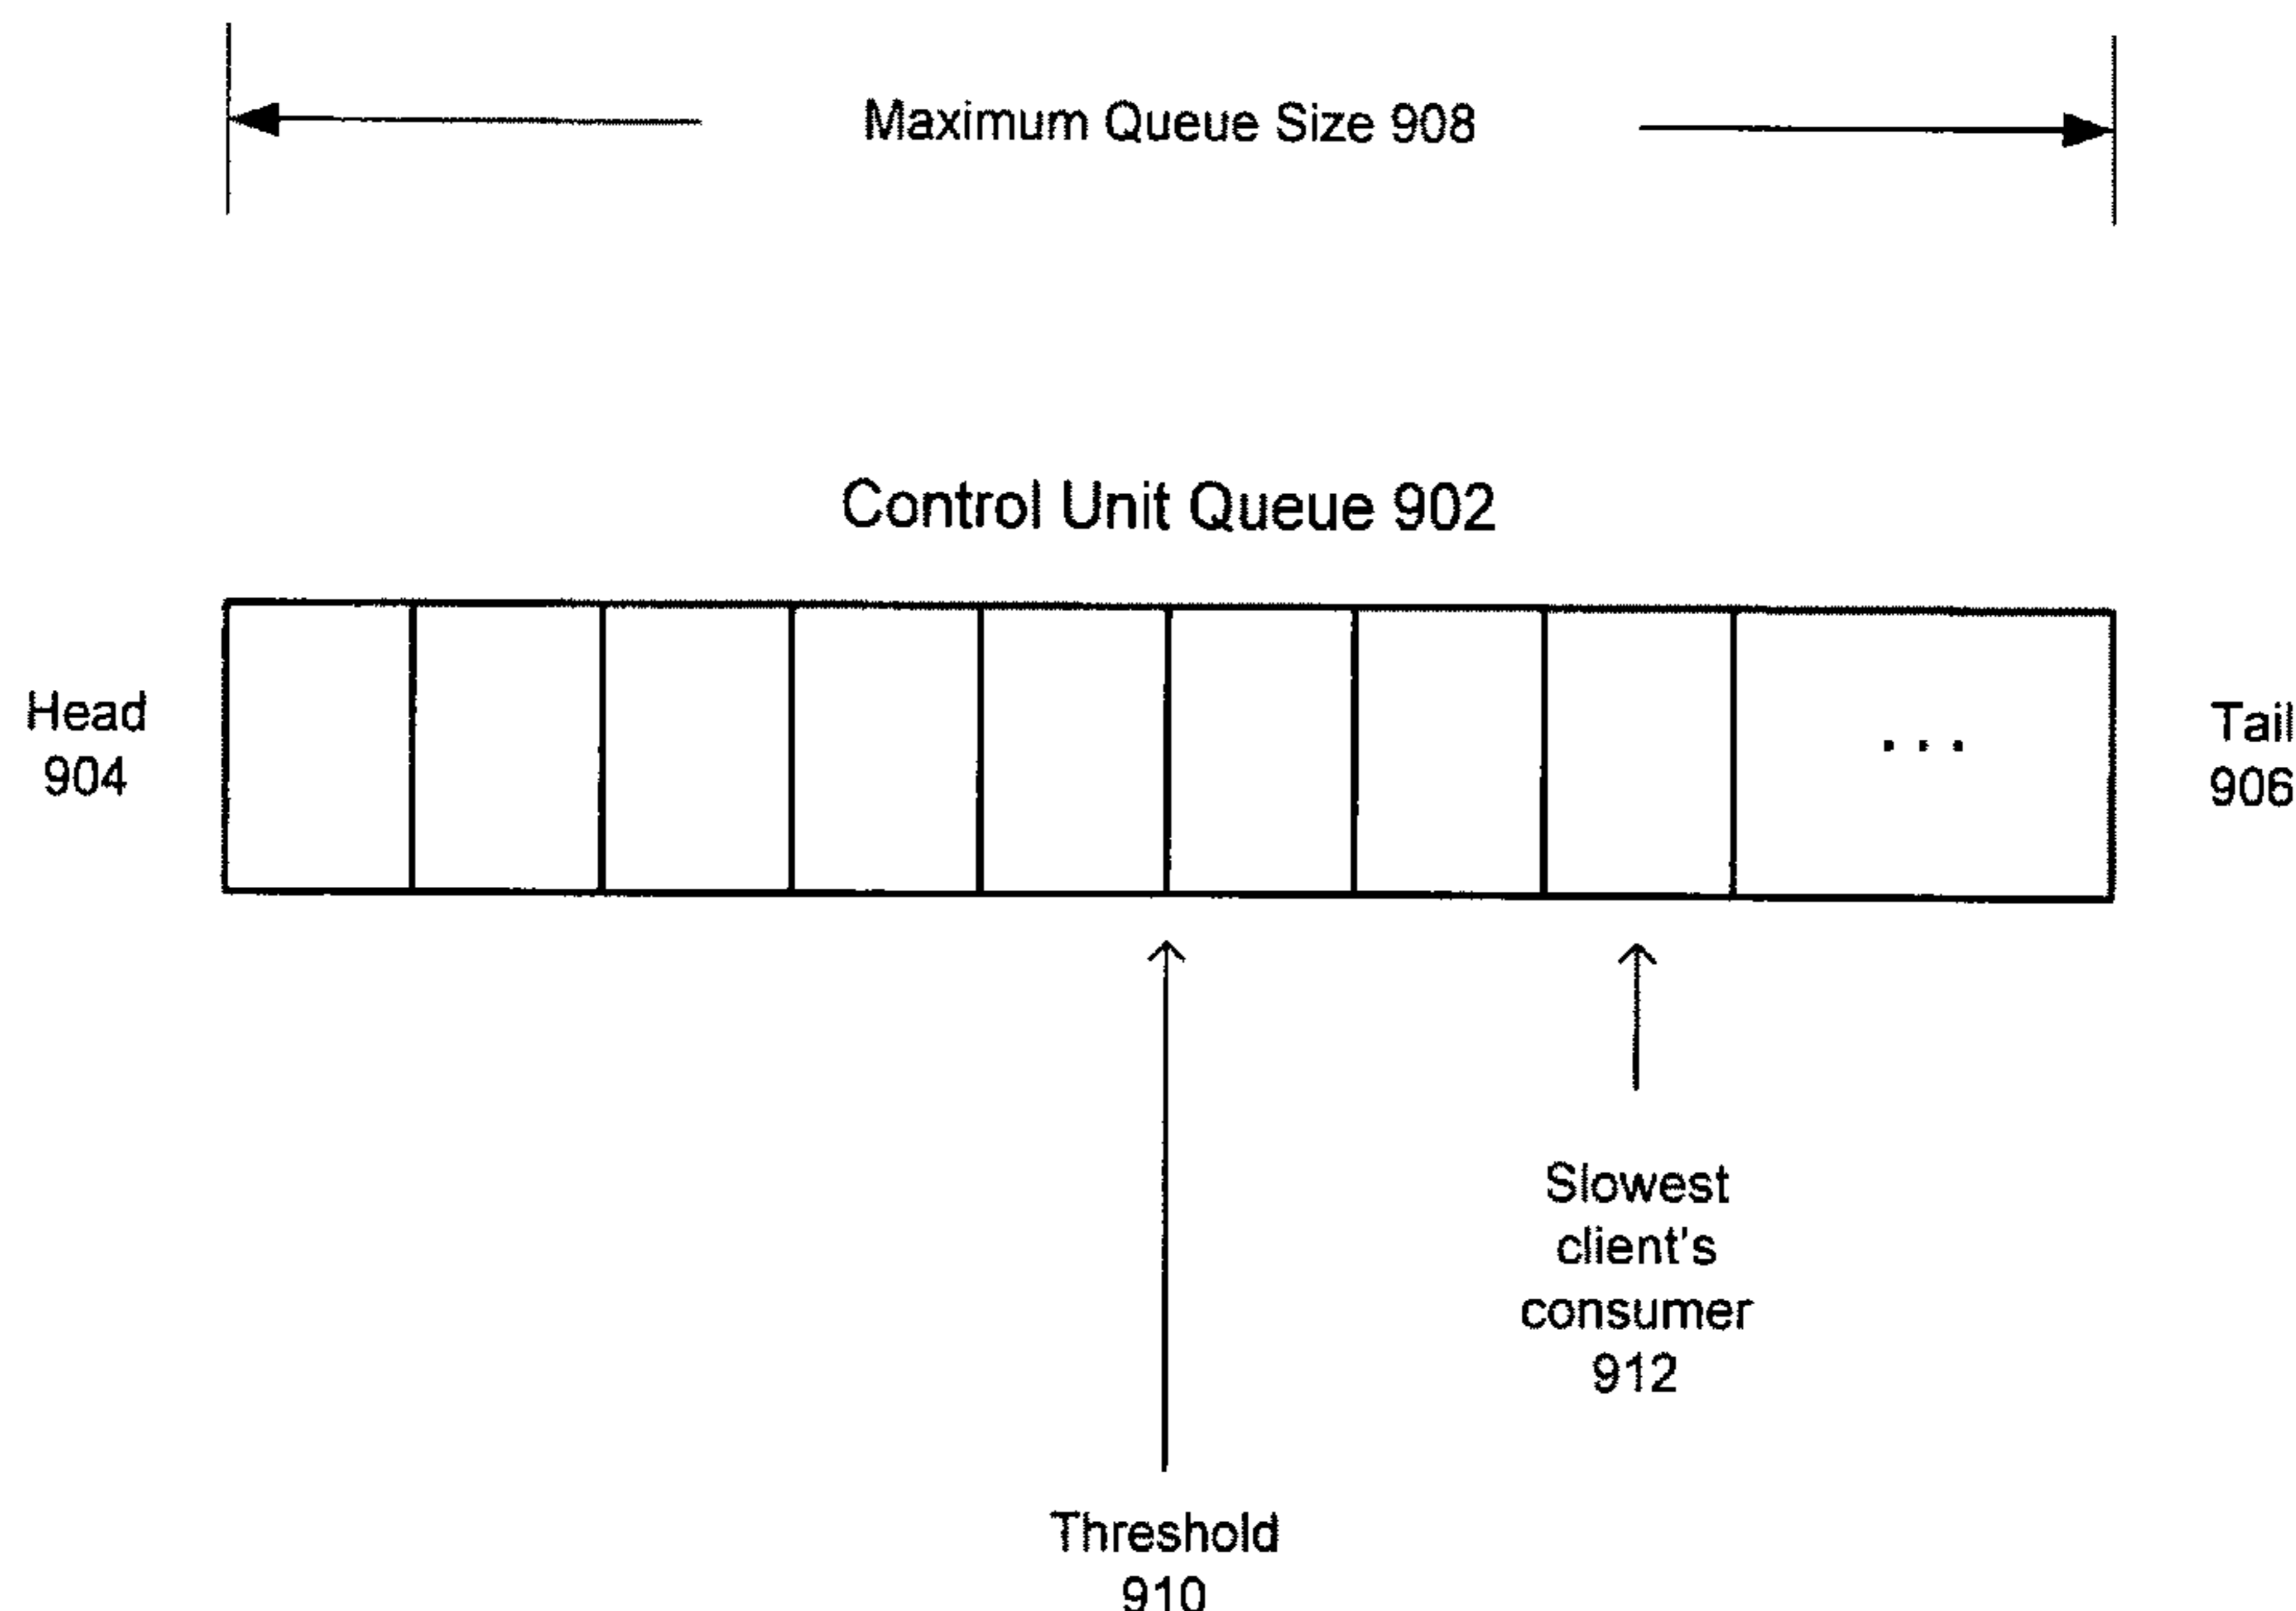 Maximum Queue Size 908
Control Unit Queue 902
Head
904
...
Tail
906
Slowest
client's
consumer
912
Threshold
910